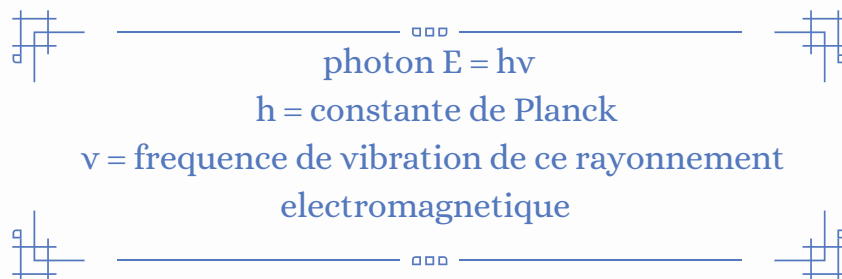 photon E = hv
h = constante de Planck
v = frequence de vibration de ce rayonnement
electromagnetique